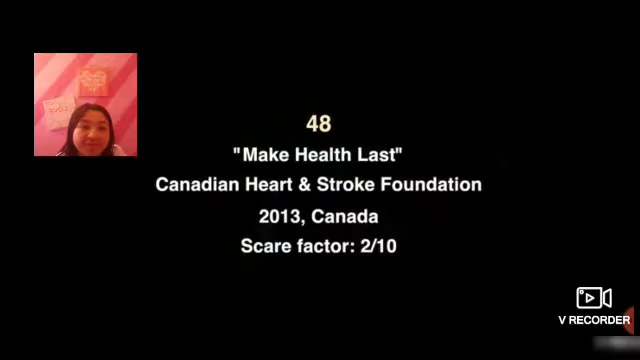 48
"Make Health Last"
Canadian Heart & Stroke Foundation
2013, Canada
Scare factor: 2/10
V RECORDER